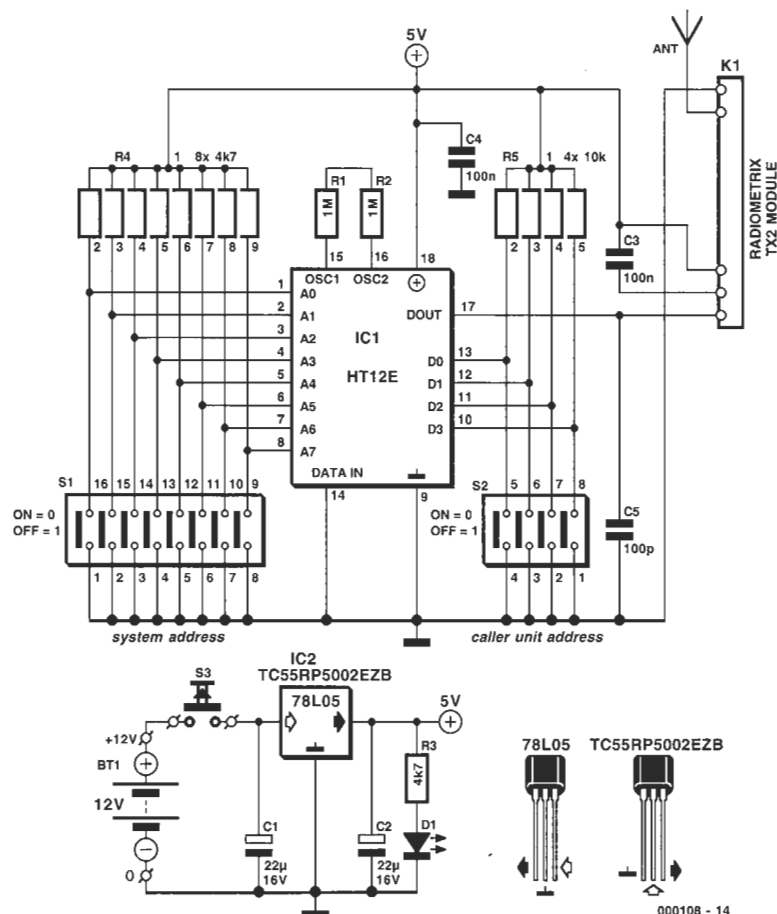 5V
ANT
K1
RADIOMETRIX
TX2 MODULE
R4 1 8x 4k7
2 3 4 5 6 7 8 9
R1 R2
1M 1M
C4
100n
R5 1 4x 10k
2 3 4 5
C3
100n
15 16 18
OSC1 OSC2
1 A0
2 A1
3 A2
4 A3
5 A4
6 A5
7 A6
8 A7
IC1
HT12E
DOUT 17
D0 13
D1 12
D2 11
D3 10
DATA IN
14 9
S1
16 15 14 13 12 11 10 9
ON = 0
OFF = 1
1 2 3 4 5 6 7 8
S2
5 6 7 8
ON = 0
OFF = 1
4 3 2 1
C5
100p
system address
caller unit address
S3
IC2
TC55RP5002EZB
78L05
5V
+12V
BT1
12V
0
C1
22µ
16V
C2
22µ
16V
R3
4k7
D1
78L05
TC55RP5002EZB
000108 - 14